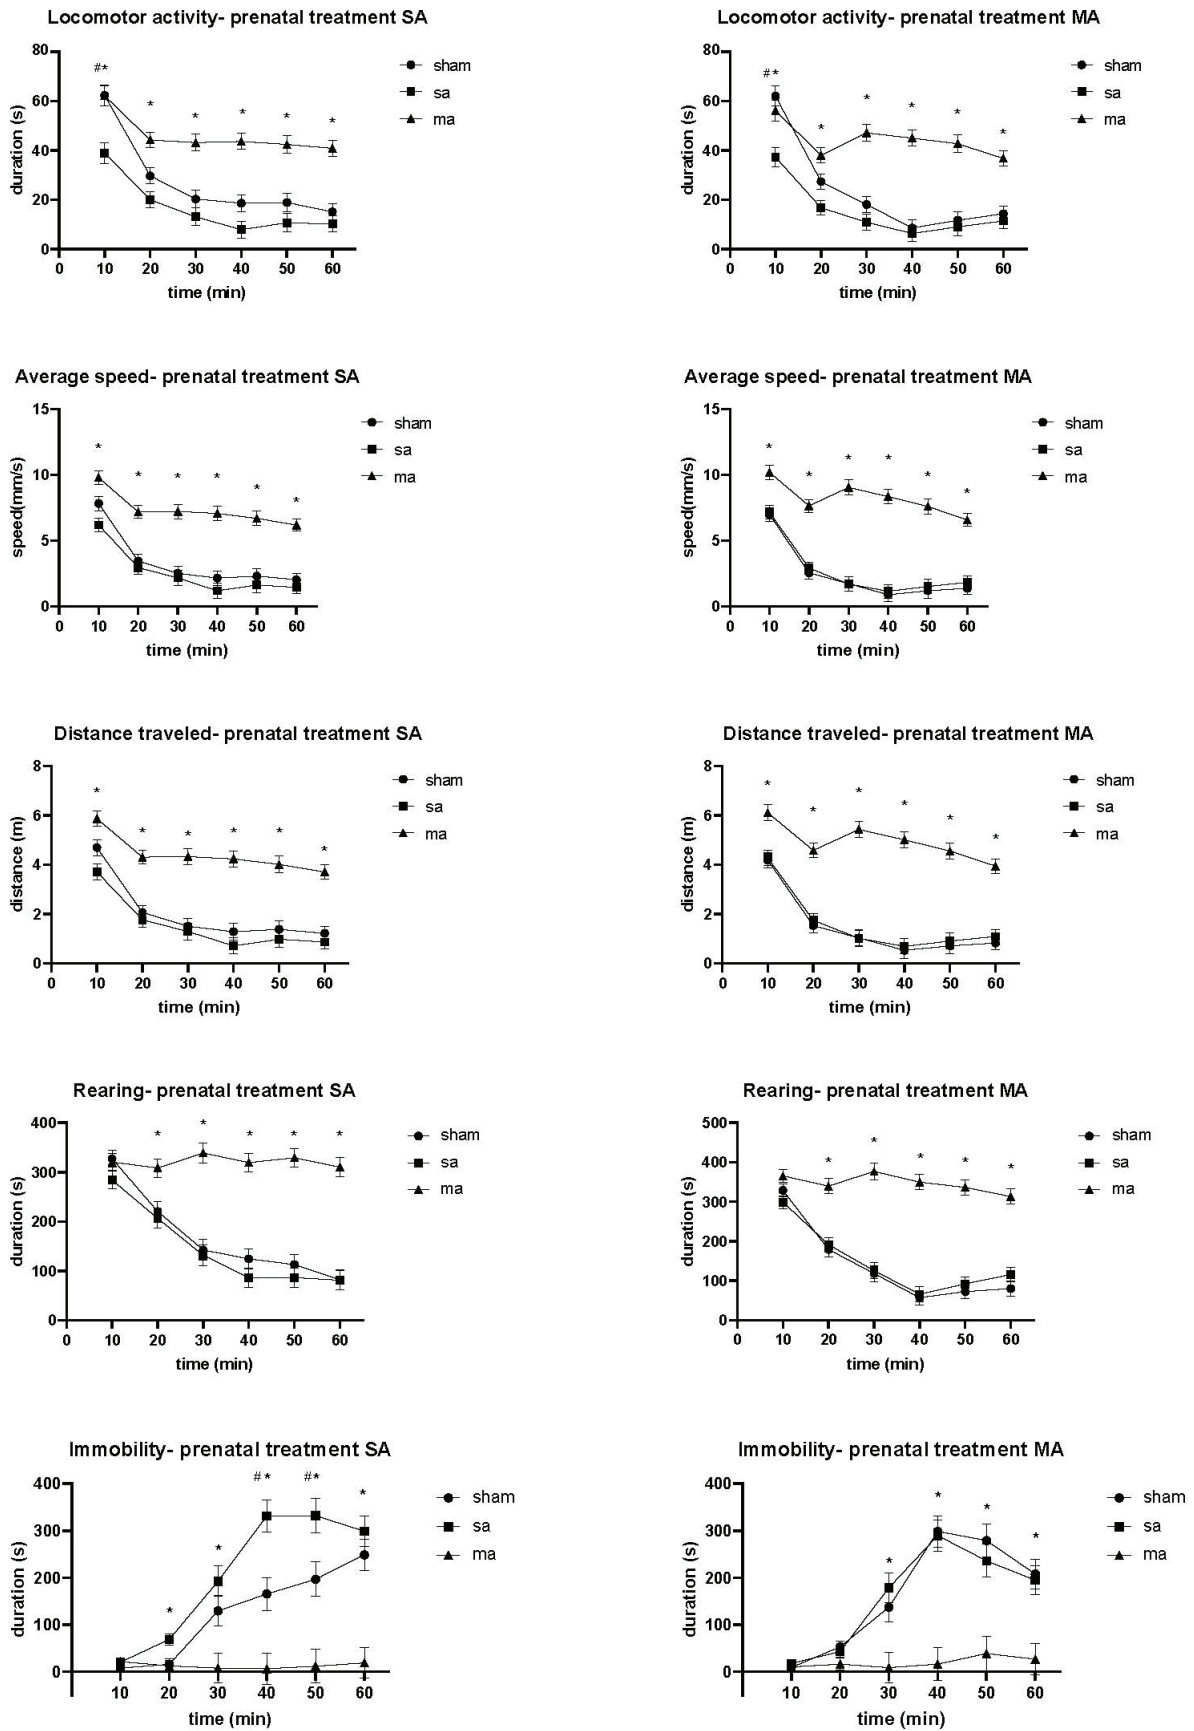 Locomotor activity- prenatal treatment SA
80
60
40
20
0
duration (s)
#*
*
*
*
*
*
sham
sa
ma
0 10 20 30 40 50 60
time (min)
Locomotor activity- prenatal treatment MA
80
60
40
20
0
duration (s)
#*
*
*
*
*
*
sham
sa
ma
0 10 20 30 40 50 60
time (min)
Average speed- prenatal treatment SA
15
10
5
0
speed(mm/s)
*
*
*
*
*
*
sham
sa
ma
0 10 20 30 40 50 60
time (min)
Average speed- prenatal treatment MA
15
10
5
0
speed(mm/s)
*
*
*
*
*
*
sham
sa
ma
0 10 20 30 40 50 60
time (min)
Distance traveled- prenatal treatment SA
8
6
4
2
0
distance (m)
*
*
*
*
*
*
sham
sa
ma
0 10 20 30 40 50 60
time (min)
Distance traveled- prenatal treatment MA
8
6
4
2
0
distance (m)
*
*
*
*
*
*
sham
sa
ma
0 10 20 30 40 50 60
time (min)
Rearing- prenatal treatment SA
400
300
200
100
0
duration (s)
*
*
*
*
*
sham
sa
ma
0 10 20 30 40 50 60
time (min)
Rearing- prenatal treatment MA
500
400
300
200
100
0
duration (s)
*
*
*
*
*
sham
sa
ma
0 10 20 30 40 50 60
time (min)
Immobility- prenatal treatment SA
400
300
200
100
0
duration (s)
*
*
#*
#*
*
sham
sa
ma
10 20 30 40 50 60
time (min)
Immobility- prenatal treatment MA
400
300
200
100
0
duration (s)
*
*
*
*
sham
sa
ma
10 20 30 40 50 60
time (min)